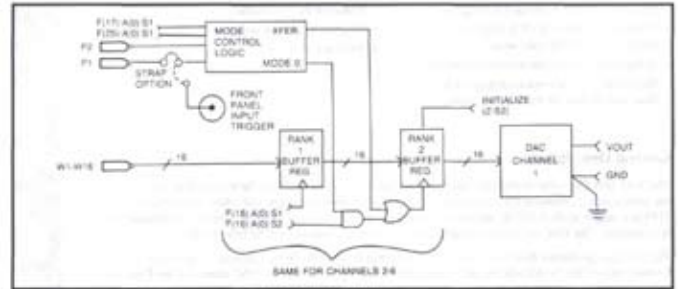 F(17) A(0) S1
F(25) A(0) S1
P2
P1
MODE
CONTROL
LOGIC
XFER
MODE 0
STRAP
OPTION
FRONT
PANEL
INPUT
TRIGGER
INITIALIZE
(Z·S2)
W1-W16
16
RANK
1
BUFFER
REG.
16
RANK
2
BUFFER
REG.
16
DAC
CHANNEL
1
VOUT
GND
F(16) A(0) S1
F(16) A(0) S2
SAME FOR CHANNELS 2-6